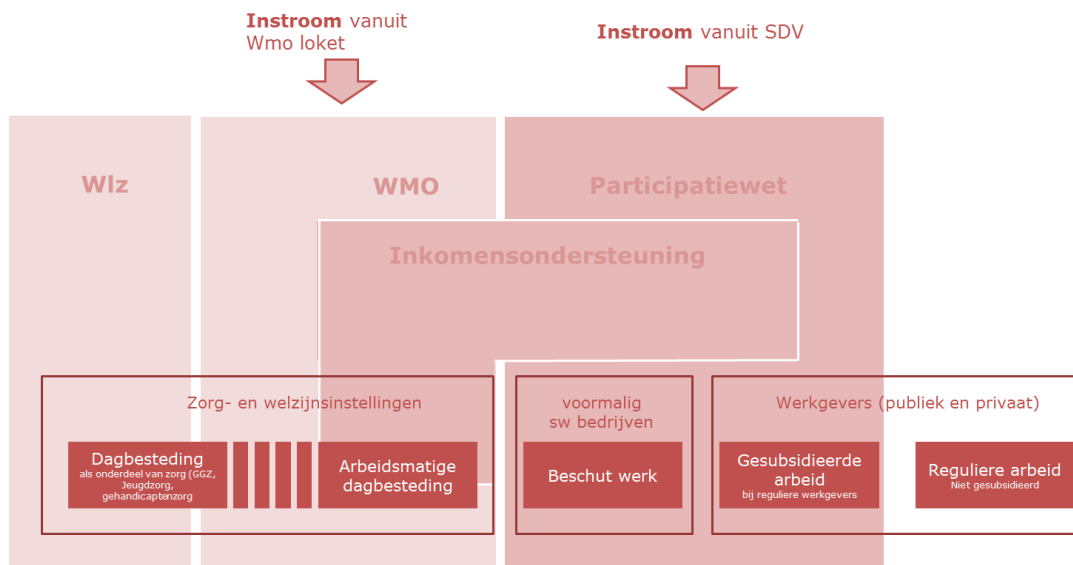 Instroom vanuit
Wmo loket
Instroom vanuit SDV
Wlz
WMO
Participatiewet
Inkomensondersteuning
Zorg- en welzijnsinstellingen
voormalig
sw bedrijven
Werkgevers (publiek en privaat)
Dagbesteding
als onderdeel van zorg (GGZ,
Jeugdzorg,
gehandicaptenzorg
Arbeidsmatige
dagbesteding
Beschut werk
Gesubsidieerde
arbeid
bij reguliere werkgevers
Reguliere arbeid
Niet gesubsidieerd